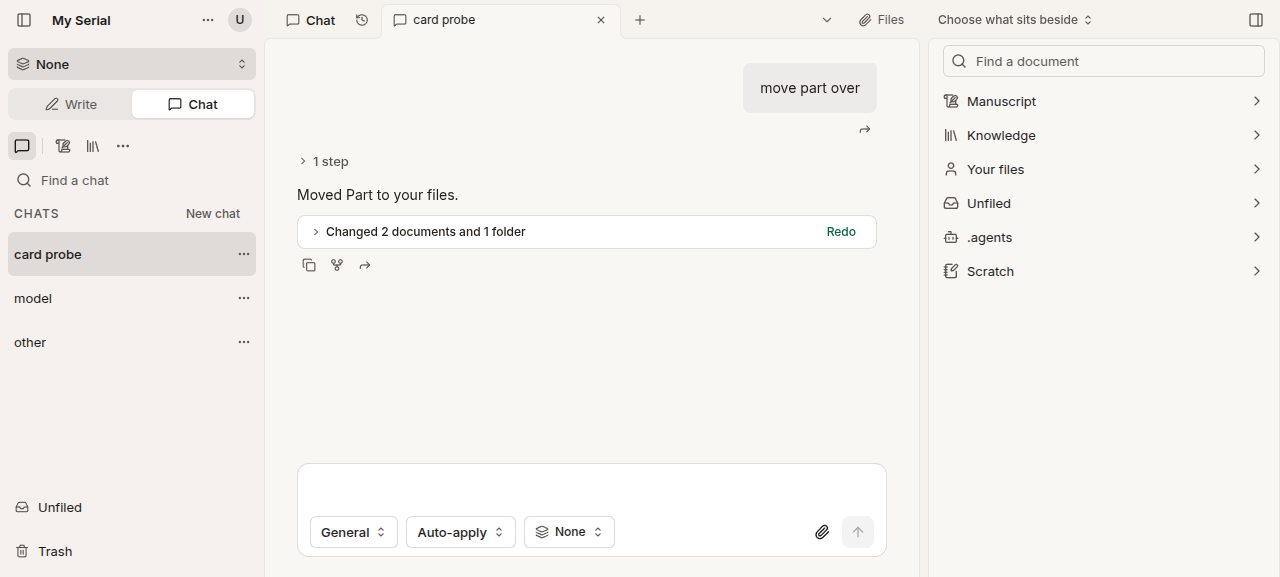 My Serial
U
None
Write
Chat
Find a chat
CHATS
New chat
card probe
model
other
Unfiled
Trash
Chat
card probe
Files
move part over
1 step
Moved Part to your files.
Changed 2 documents and 1 folder
Redo
General
Auto-apply
None
Choose what sits beside
Find a document
Manuscript
Knowledge
Your files
Unfiled
.agents
Scratch